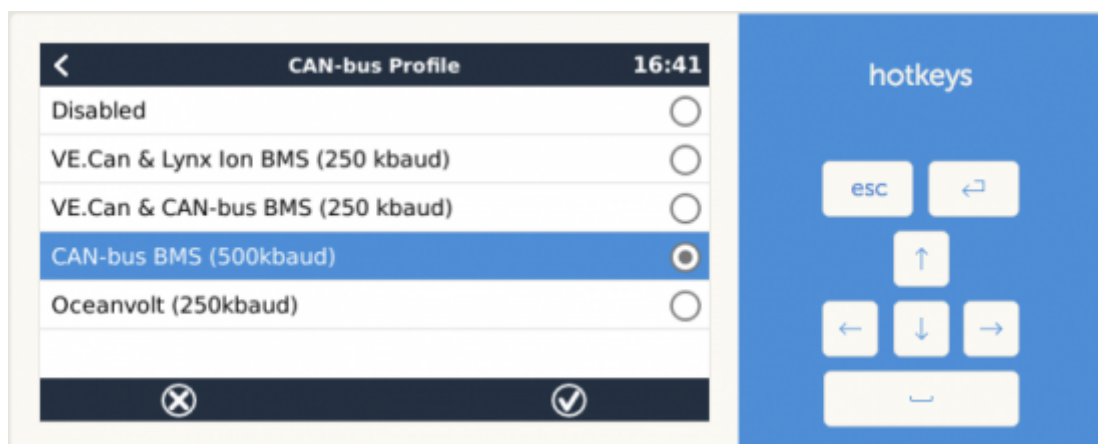 CAN-bus Profile 16:41
Disabled
VE.Can & Lynx Ion BMS (250 kbaud)
VE.Can & CAN-bus BMS (250 kbaud)
CAN-bus BMS (500kbaud)
Oceanvolt (250kbaud)
hotkeys
esc